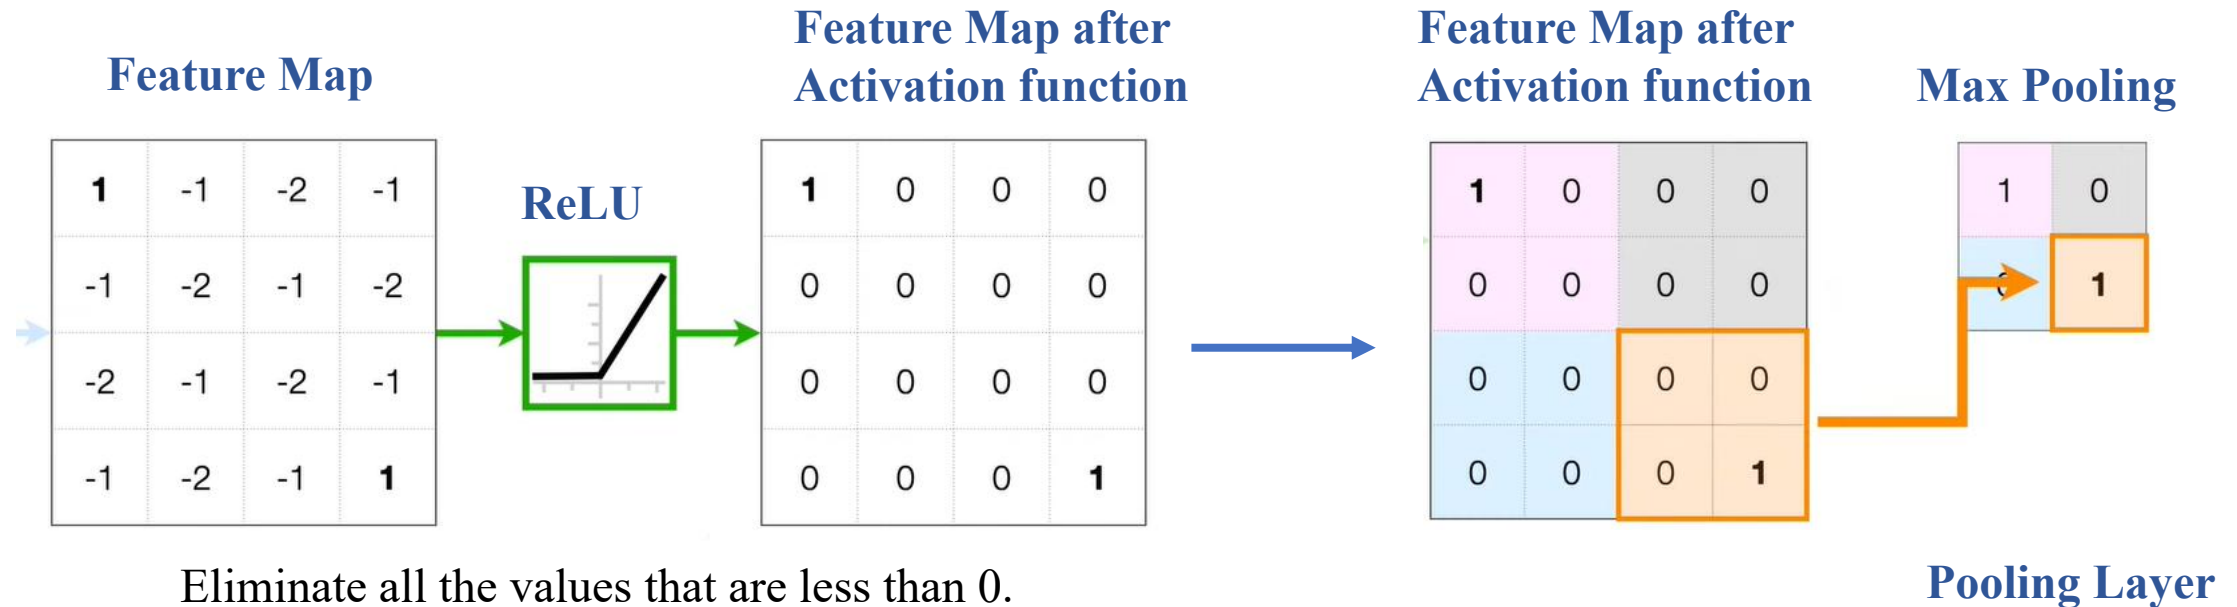 Feature Map
1 -1 -2 -1
-1 -2 -1 -2
-2 -1 -2 -1
-1 -2 -1 1
ReLU
Feature Map after
Activation function
1 0 0 0
0 0 0 0
0 0 0 0
0 0 0 1
Feature Map after
Activation function
1 0 0 0
0 0 0 0
0 0 0 0
0 0 0 1
Max Pooling
1 0
1
Eliminate all the values that are less than 0.
Pooling Layer